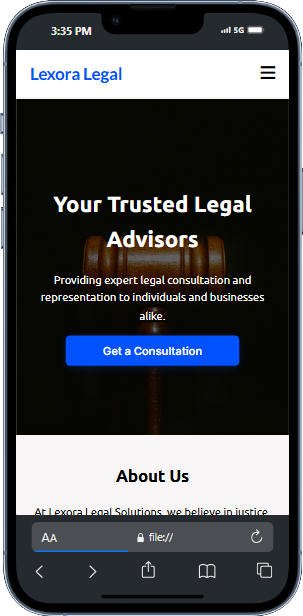 3:35 PM 5G
Lexora Legal
Your Trusted Legal
Advisors
Providing expert legal consultation and
representation to individuals and businesses
alike.
Get a Consultation
About Us
At Lexora Legal Solutions, we believe in justice,
AA file://